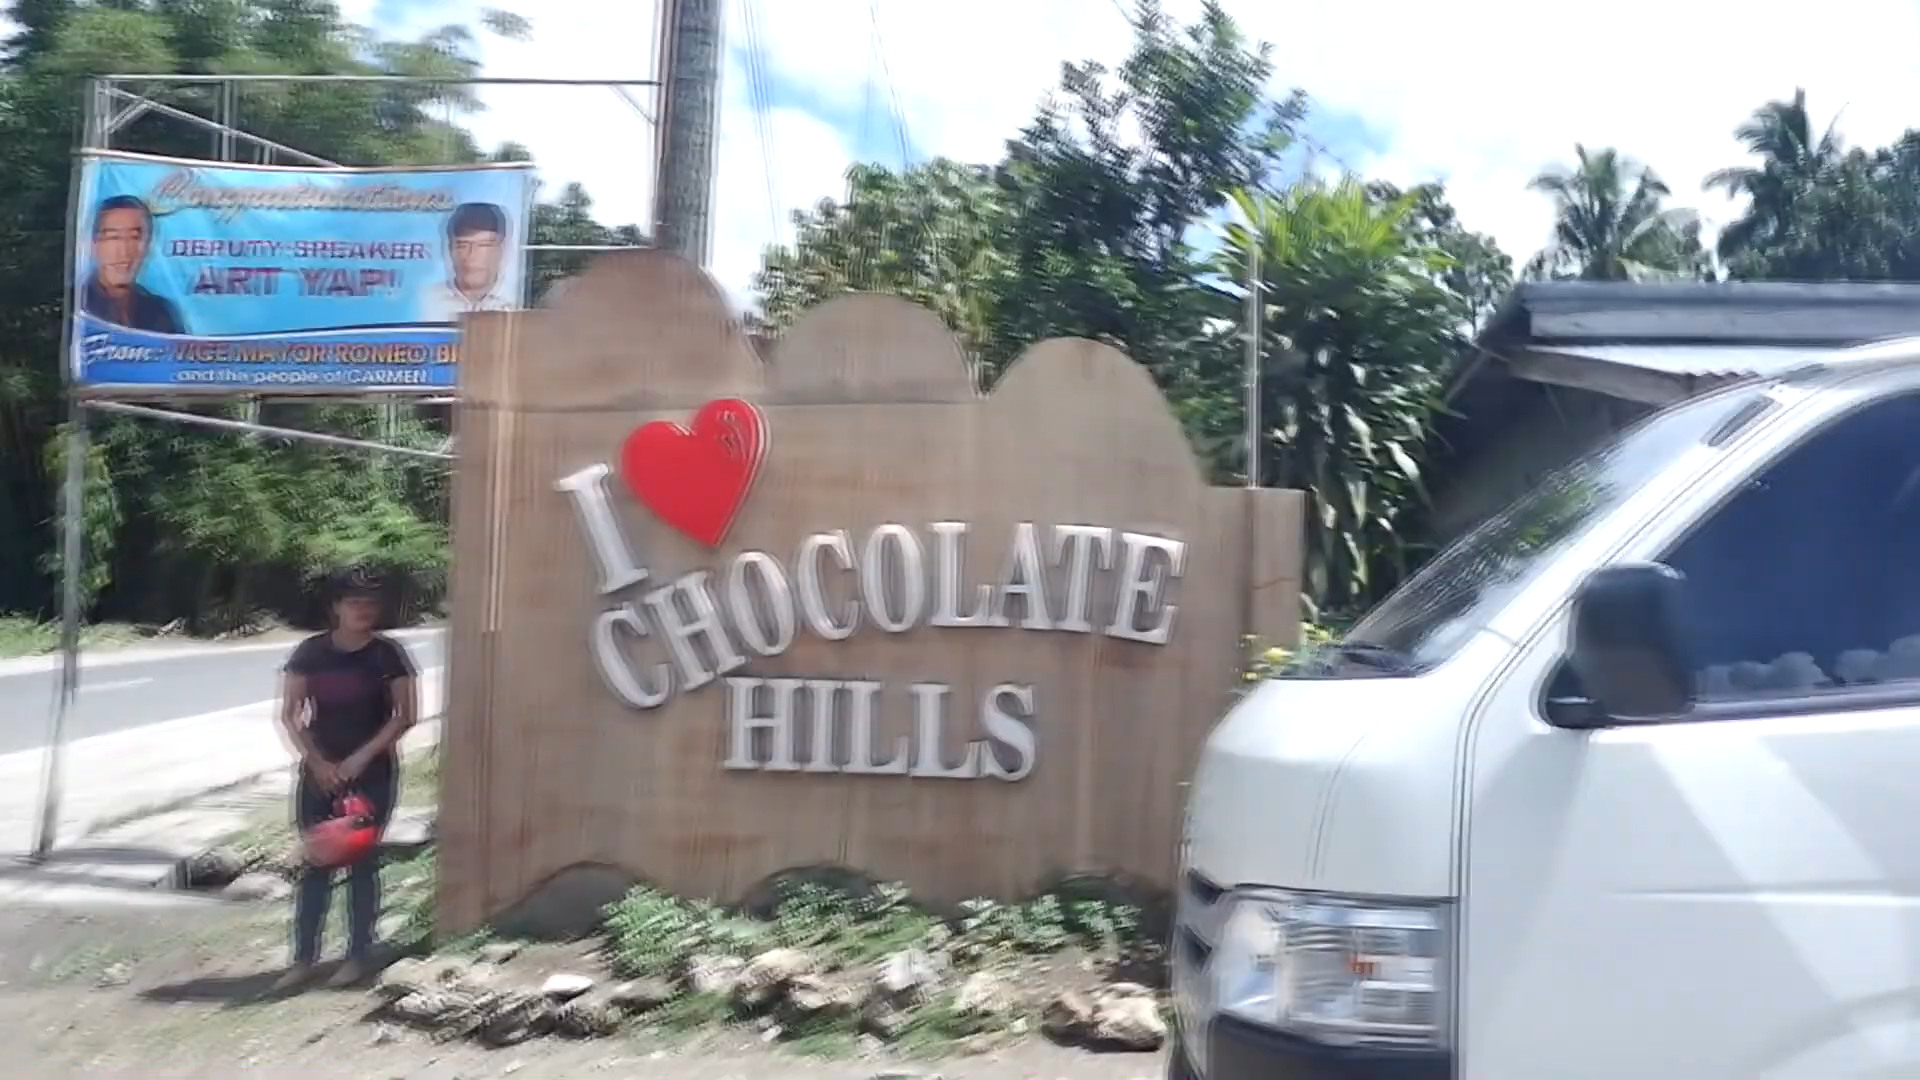 Congratulations
DEPUTY SPEAKER
ART YAP!
From: VICE MAYOR ROMEO
and the people of CARMEN
I
CHOCOLATE
HILLS